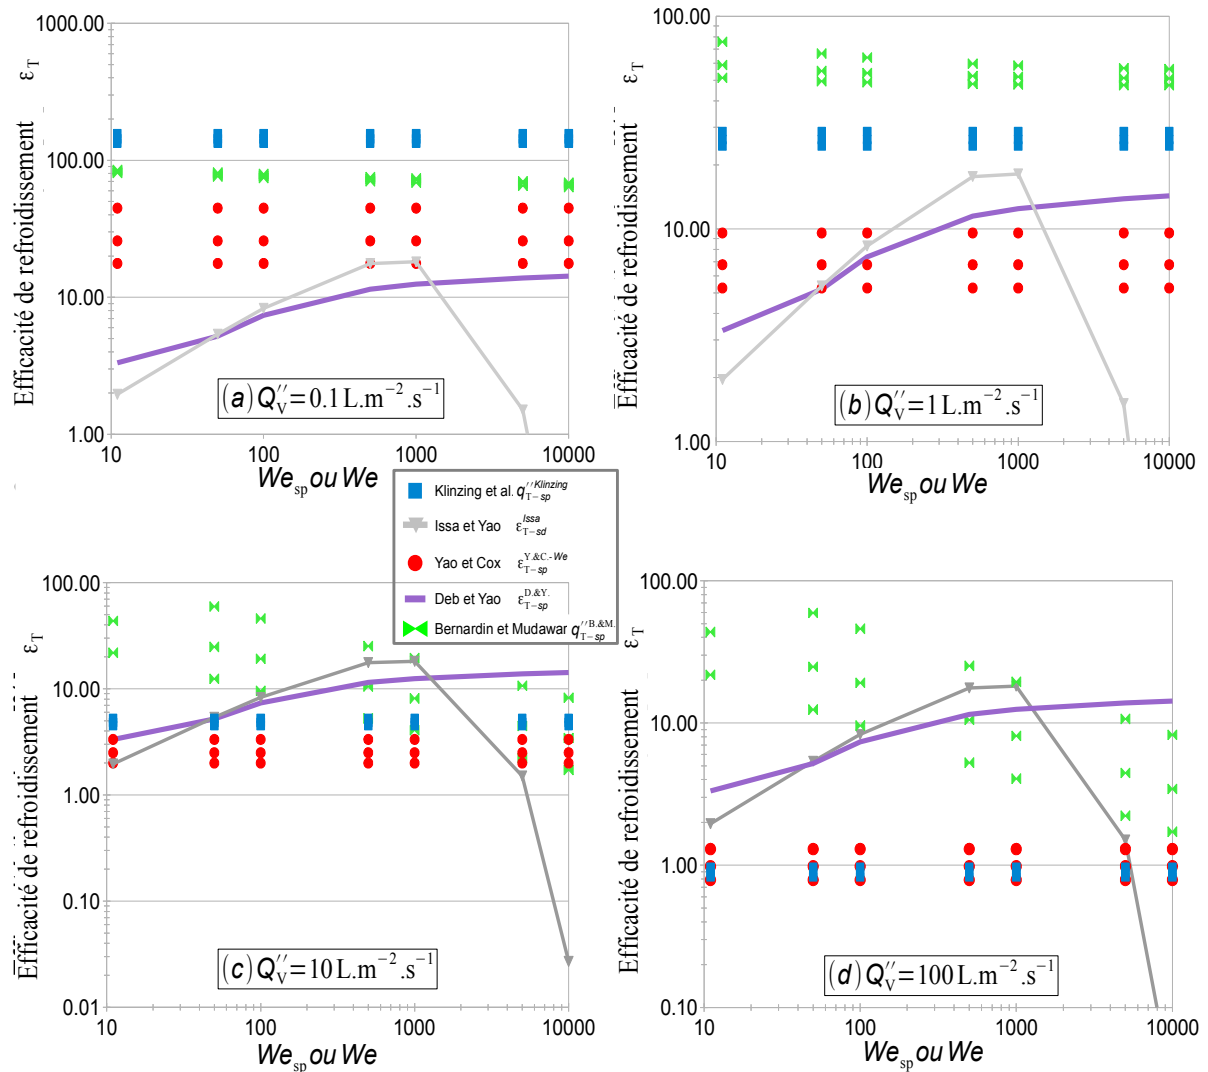 1000.00
100.00
10.00
1.00
Efficacité de refroidissement ε_T
10 100 1000 10000
We_sp ou We
(a) Q''_V = 0.1 L.m⁻².s⁻¹
100.00
10.00
1.00
Efficacité de refroidissement ε_T
10 100 1000 10000
We_sp ou We
(b) Q''_V = 1 L.m⁻².s⁻¹
Klinzing et al. q''^Klinzing_T-sp
Issa et Yao ε^Issa_T-sd
Yao et Cox ε^Y.&C.-We_T-sp
Deb et Yao ε^D.&Y._T-sp
Bernardin et Mudawar q''^B.&M._T-sp
100.00
10.00
1.00
0.10
0.01
Efficacité de refroidissement ε_T
10 100 1000 10000
We_sp ou We
(c) Q''_V = 10 L.m⁻².s⁻¹
100.00
10.00
1.00
0.10
Efficacité de refroidissement ε_T
10 100 1000 10000
We_sp ou We
(d) Q''_V = 100 L.m⁻².s⁻¹